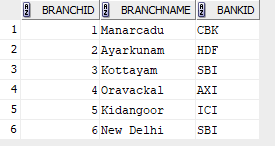 BRANCHID BRANCHNAME BANKID
1 1 Manarcadu CBK
2 2 Ayarkunam HDF
3 3 Kottayam SBI
4 4 Oravackal AXI
5 5 Kidangoor ICI
6 6 New Delhi SBI